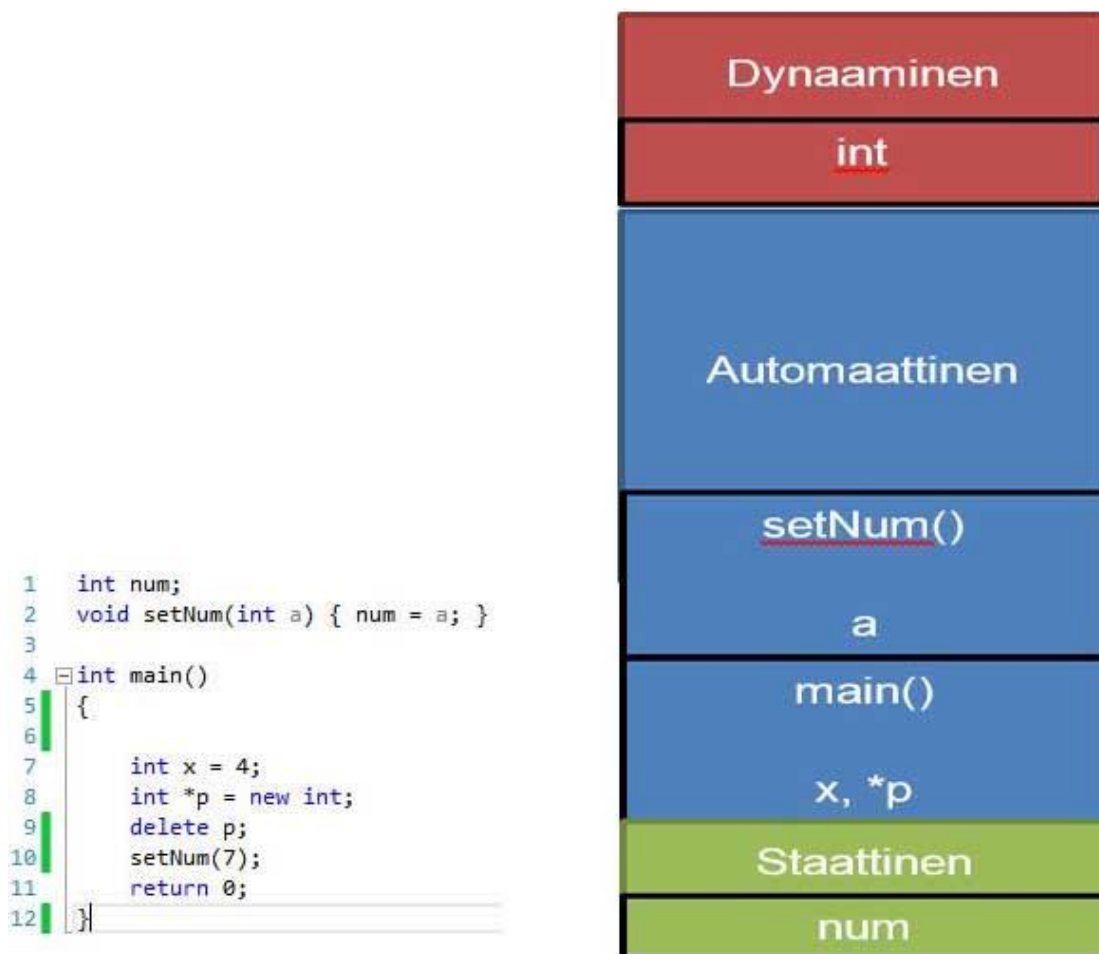 1 int num;
2 void setNum(int a) { num = a; }
3
4 int main()
5 {
6
7 int x = 4;
8 int *p = new int;
9 delete p;
10 setNum(7);
11 return 0;
12 }
Dynaaminen
int
Automaattinen
setNum()
a
main()
x, *p
Staattinen
num